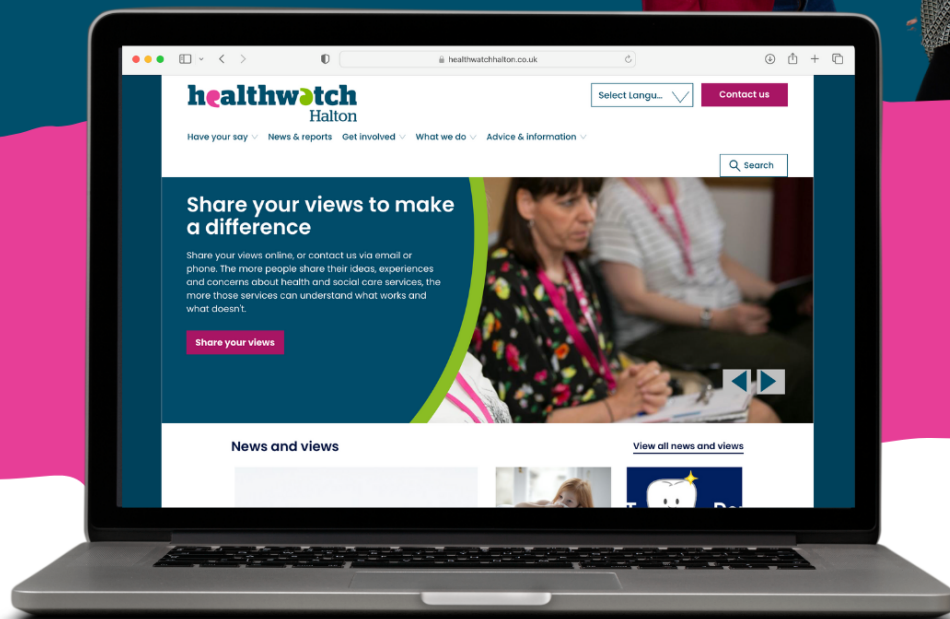 healthwatchhalton.co.uk
healthwatch
Halton
Select Langu...
Contact us
Have your say
News & reports
Get involved
What we do
Advice & information
Search
Share your views to make
a difference
Share your views online, or contact us via email or
phone. The more people share their ideas, experiences
and concerns about health and social care services, the
more those services can understand what works and
what doesn't.
Share your views
News and views
View all news and views